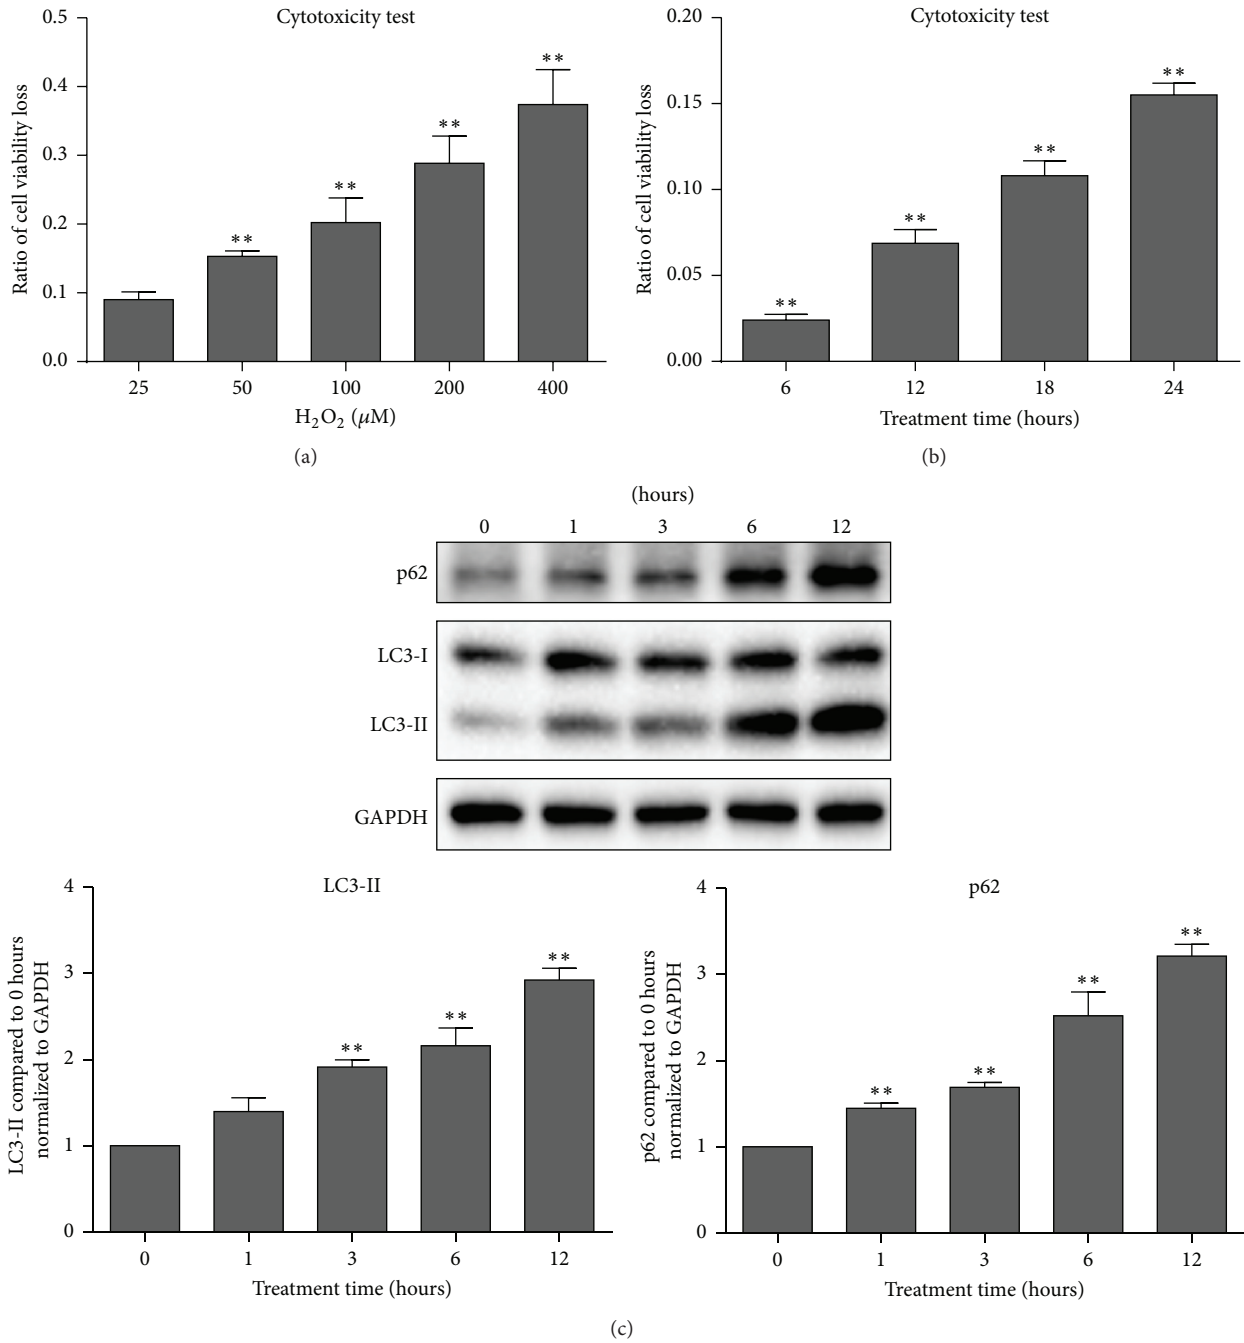 Cytotoxicity test
Ratio of cell viability loss
0.5
0.4
0.3
0.2
0.1
0.0
**
**
**
**
25 50 100 200 400
H₂O₂ (μM)
(a)
Cytotoxicity test
Ratio of cell viability loss
0.20
0.15
0.10
0.05
0.00
**
**
**
**
6 12 18 24
Treatment time (hours)
(b)
(hours)
0 1 3 6 12
p62
LC3-I
LC3-II
GAPDH
LC3-II
LC3-II compared to 0 hours
normalized to GAPDH
4
3
2
1
0
**
**
**
0 1 3 6 12
Treatment time (hours)
p62
p62 compared to 0 hours
normalized to GAPDH
4
3
2
1
0
**
**
**
**
0 1 3 6 12
Treatment time (hours)
(c)